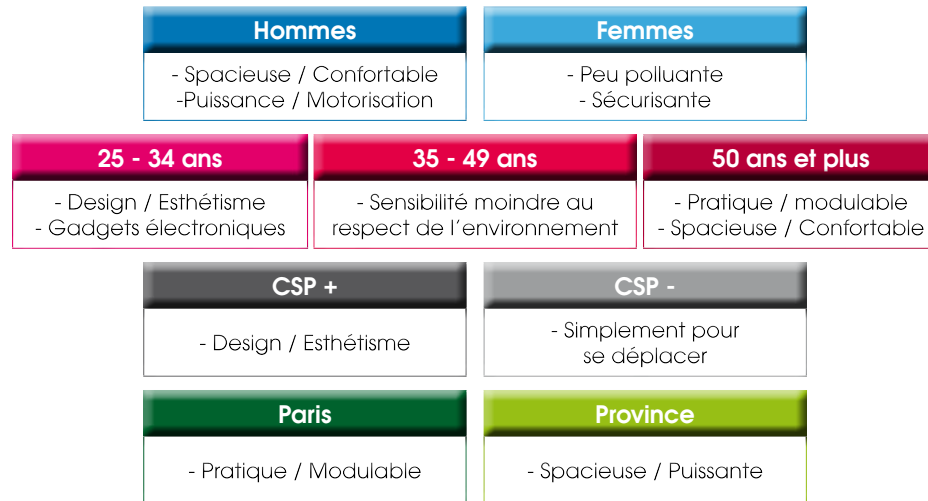 Hommes
- Spacieuse / Confortable
-Puissance / Motorisation
Femmes
- Peu polluante
- Sécurisante
25 - 34 ans
- Design / Esthétisme
- Gadgets électroniques
35 - 49 ans
- Sensibilité moindre au
respect de l'environnement
50 ans et plus
- Pratique / modulable
- Spacieuse / Confortable
CSP +
- Design / Esthétisme
CSP -
- Simplement pour
se déplacer
Paris
- Pratique / Modulable
Province
- Spacieuse / Puissante